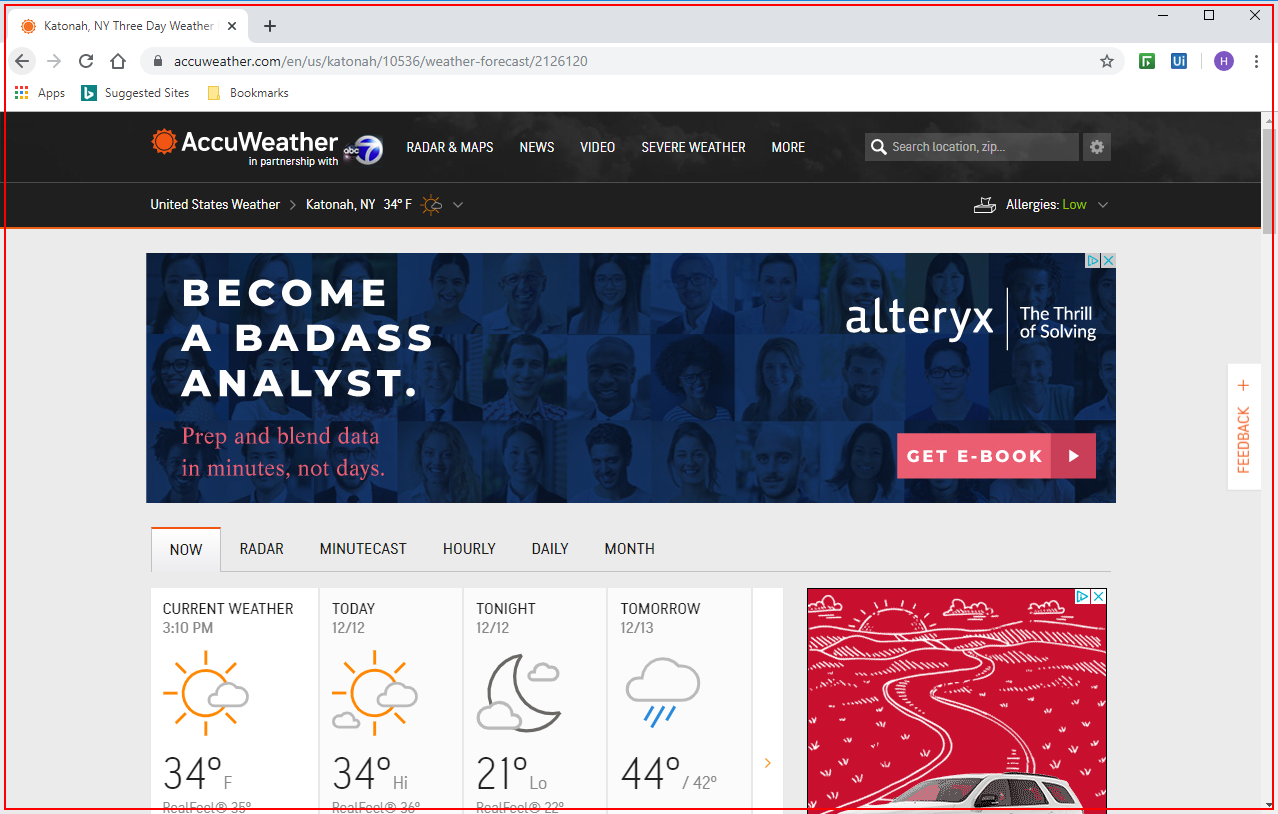 Katonah, NY Three Day Weather
accuweather.com/en/us/katonah/10536/weather-forecast/2126120
Ui
H
Apps
Suggested Sites
Bookmarks
AccuWeather
in partnership with
abc 7
RADAR & MAPS
NEWS
VIDEO
SEVERE WEATHER
MORE
Search location, zip...
United States Weather > Katonah, NY 34° F
Allergies: Low
BECOME
A BADASS
ANALYST.
Prep and blend data
in minutes, not days.
alteryx
The Thrill
of Solving
GET E-BOOK
FEEDBACK +
NOW
RADAR
MINUTECAST
HOURLY
DAILY
MONTH
CURRENT WEATHER
3:10 PM
34° F
RealFeel® 35°
TODAY
12/12
34° Hi
RealFeel® 36°
TONIGHT
12/12
21° Lo
RealFeel® 22°
TOMORROW
12/13
44° / 42°